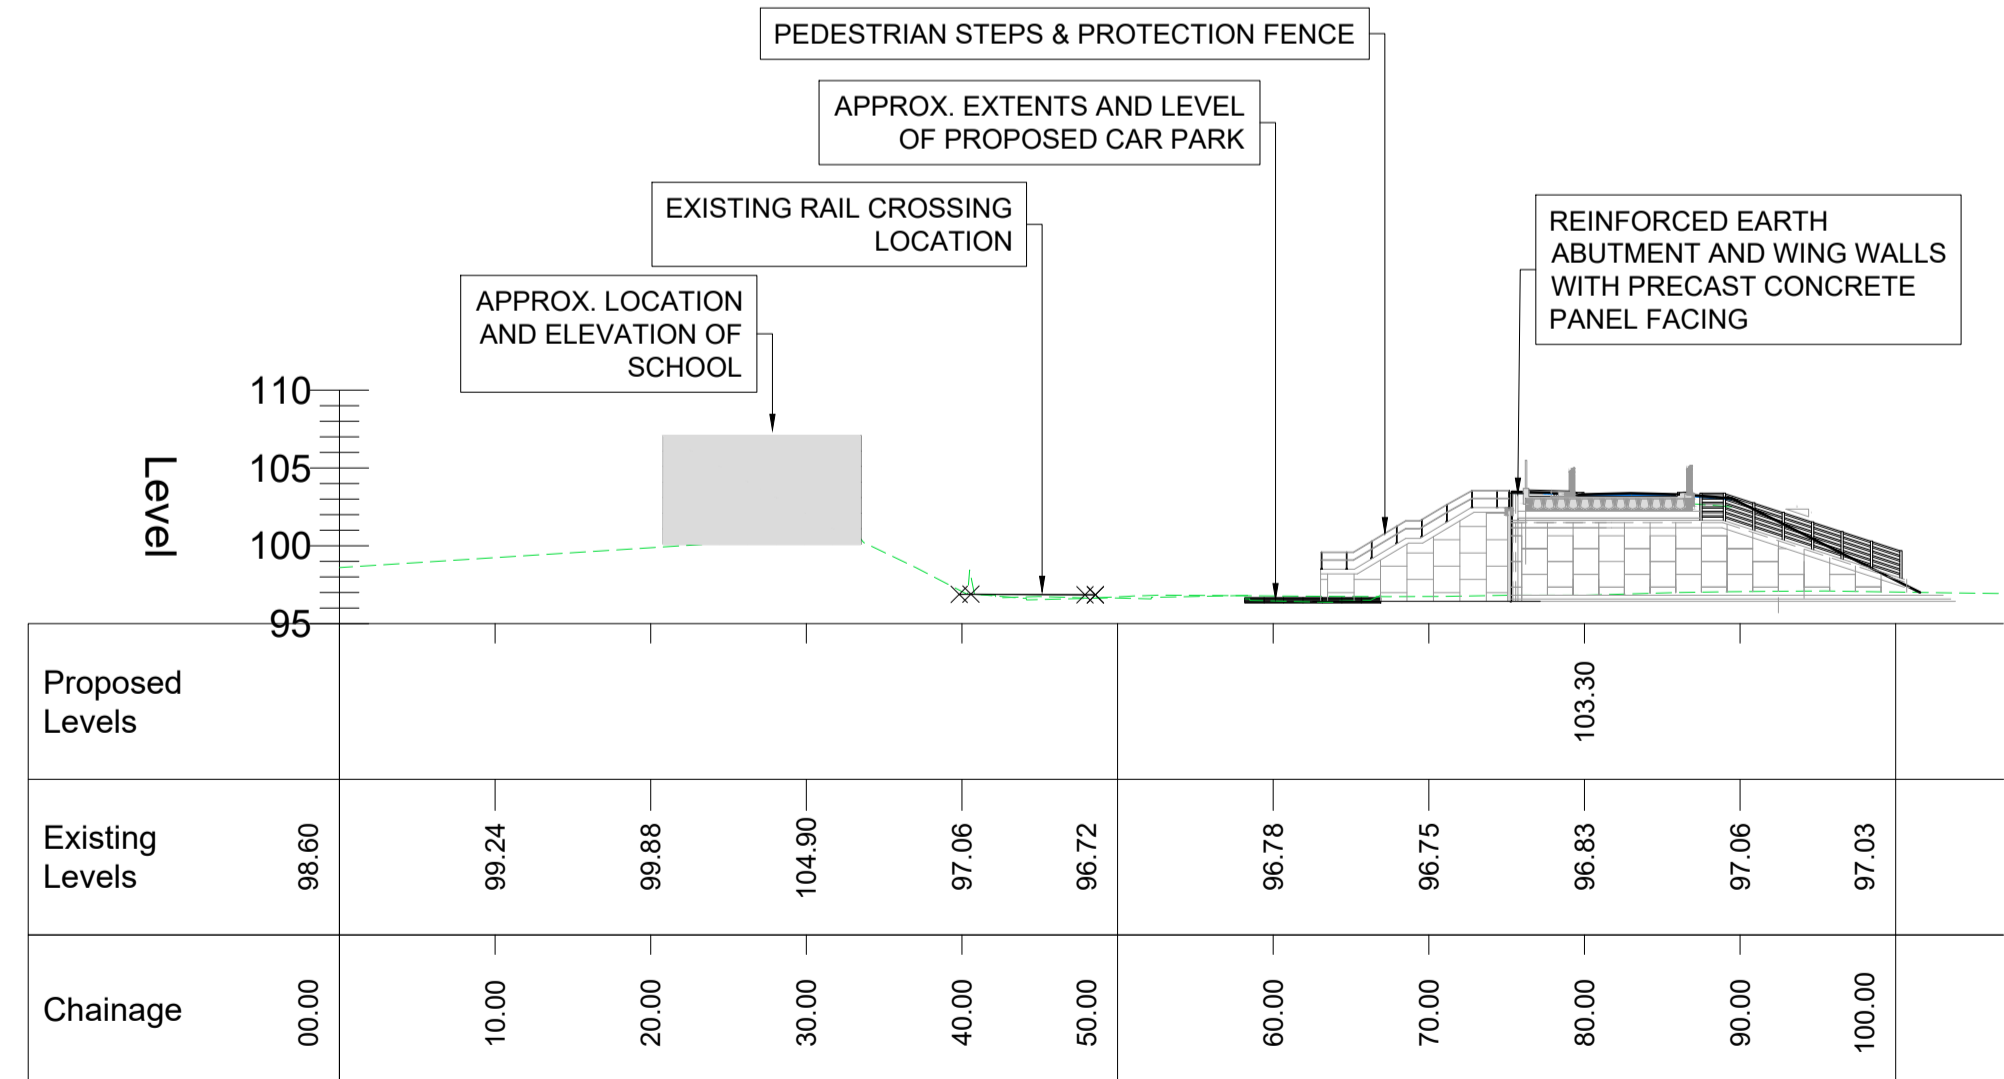 PEDESTRIAN STEPS & PROTECTION FENCE
APPROX. EXTENTS AND LEVEL
OF PROPOSED CAR PARK
EXISTING RAIL CROSSING
LOCATION
REINFORCED EARTH
ABUTMENT AND WING WALLS
WITH PRECAST CONCRETE
PANEL FACING
APPROX. LOCATION
AND ELEVATION OF
SCHOOL
Level
110
105
100
95
Proposed
Levels
103.30
Existing
Levels
98.60
99.24
99.88
104.90
97.06
96.72
96.78
96.75
96.83
97.06
97.03
Chainage
00.00
10.00
20.00
30.00
40.00
50.00
60.00
70.00
80.00
90.00
100.00